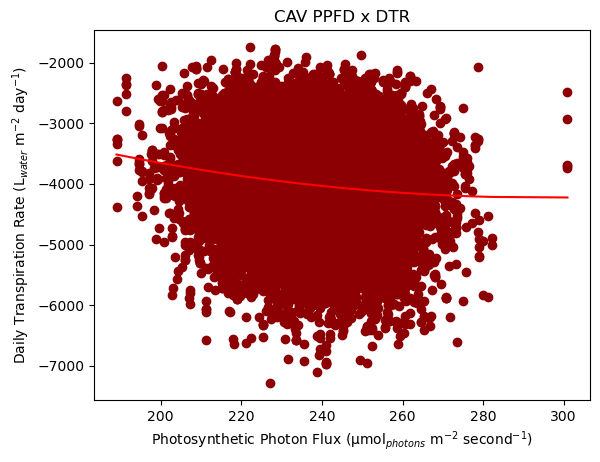 CAV PPFD x DTR
Daily Transpiration Rate (L$_{water}$ m$^{-2}$ day$^{-1}$)
−2000
−3000
−4000
−5000
−6000
−7000
200 220 240 260 280 300
Photosynthetic Photon Flux (μmol$_{photons}$ m$^{-2}$ second$^{-1}$)